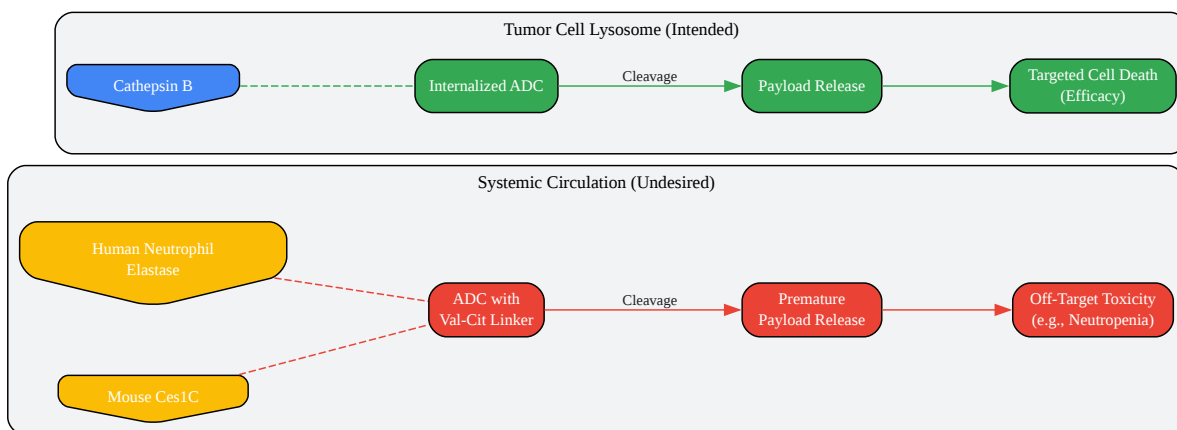 Tumor Cell Lysosome (Intended)
Cathepsin B
Internalized ADC
Cleavage
Payload Release
Targeted Cell Death
(Efficacy)
Systemic Circulation (Undesired)
Human Neutrophil
Elastase
ADC with
Val-Cit Linker
Cleavage
Premature
Payload Release
Off-Target Toxicity
(e.g., Neutropenia)
Mouse Ces1C